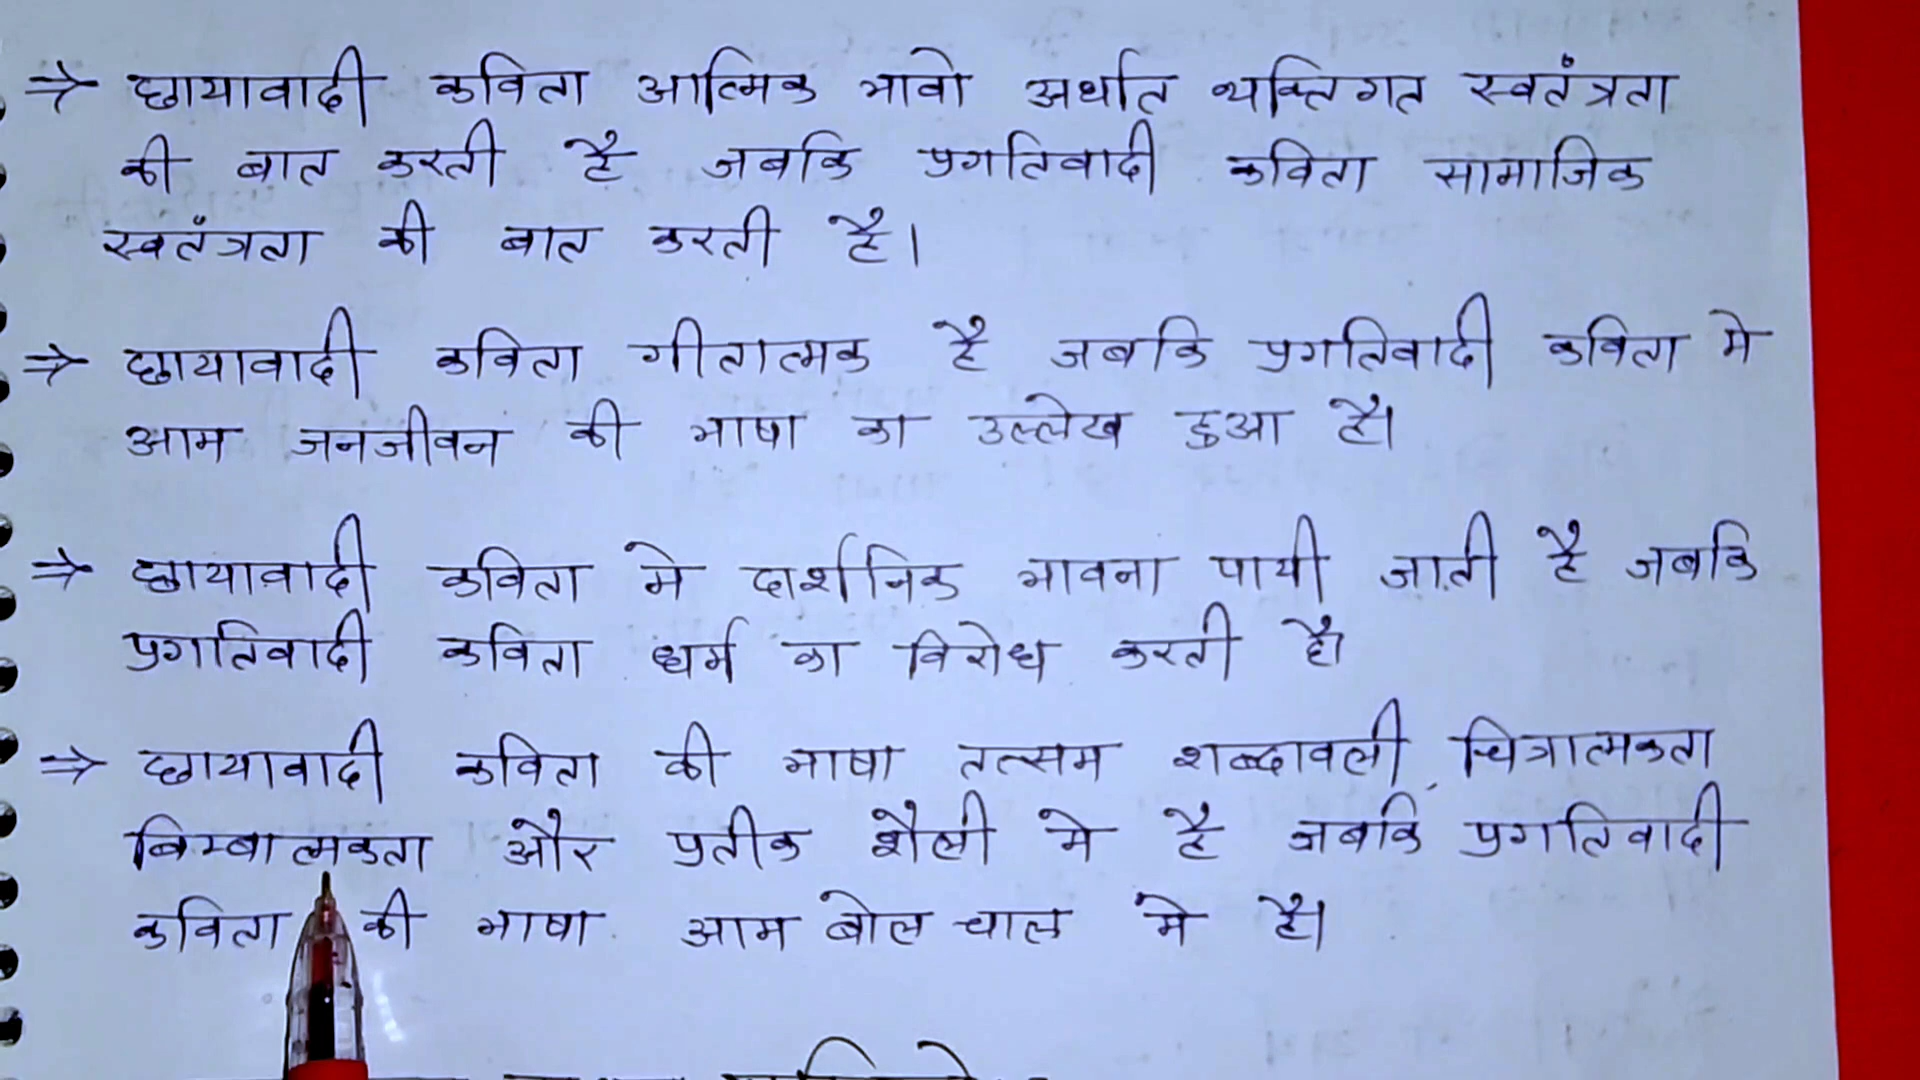 ⇒ छायावादी कविता आत्मिक भावो अर्थात व्यक्तिगत स्वतंत्रता
की बात करती है जबकि प्रगतिवादी कविता सामाजिक
स्वतंत्रता की बात करती है।
⇒ छायावादी कविता गीतात्मक है जबकि प्रगतिवादी कविता मे
आम जनजीवन की भाषा का उल्लेख हुआ है।
⇒ छायावादी कविता मे दार्शनिक भावना पायी जाती है जबकि
प्रगतिवादी कविता धर्म का विरोध करती है।
⇒ छायावादी कविता की भाषा तत्सम शब्दावली, चित्रात्मकता
बिम्बात्मकता और प्रतीक शैली मे है जबकि प्रगतिवादी
कविता की भाषा आम बोल चाल मे है।